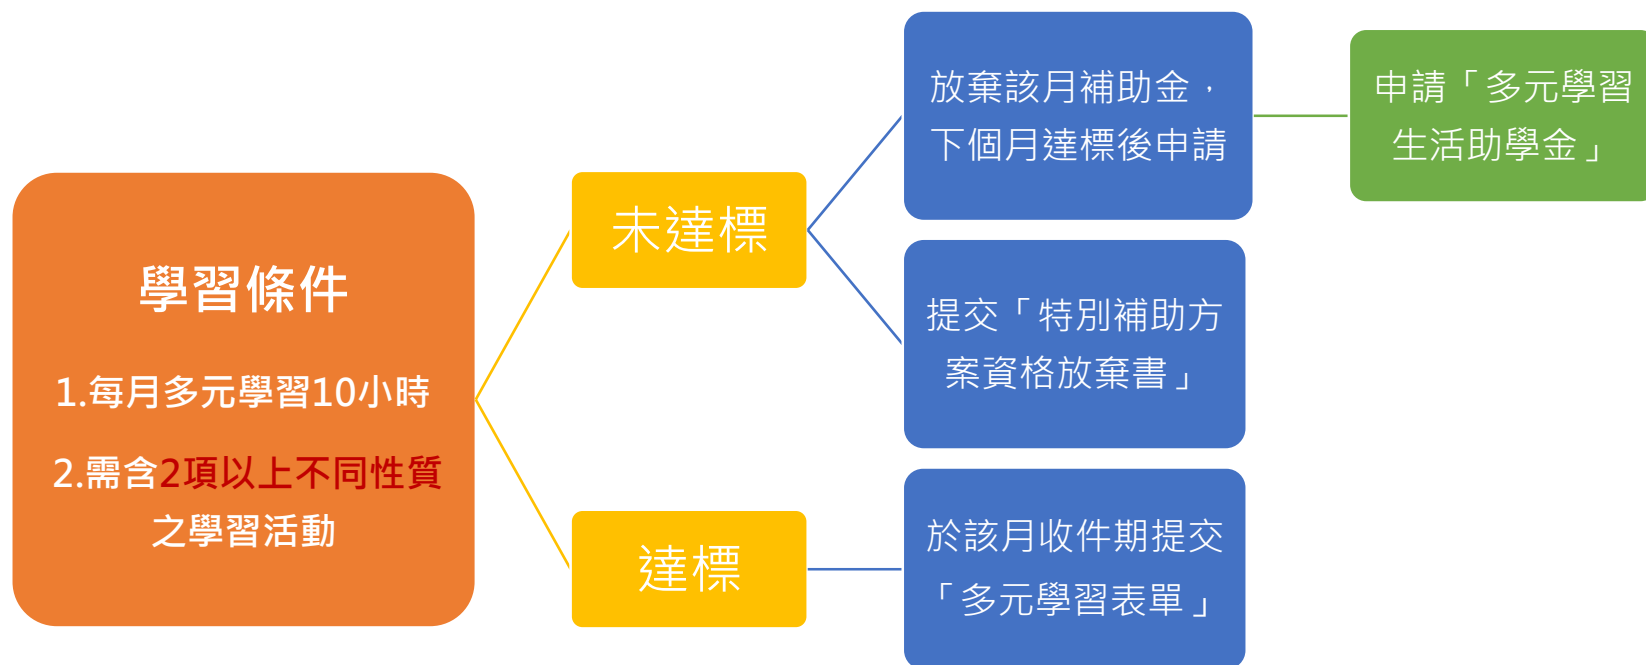 學習條件
1.每月多元學習10小時
2.需含2項以上不同性質
之學習活動
未達標
達標
放棄該月補助金，
下個月達標後申請
提交「特別補助方
案資格放棄書」
於該月收件期提交
「多元學習表單」
申請「多元學習
生活助學金」